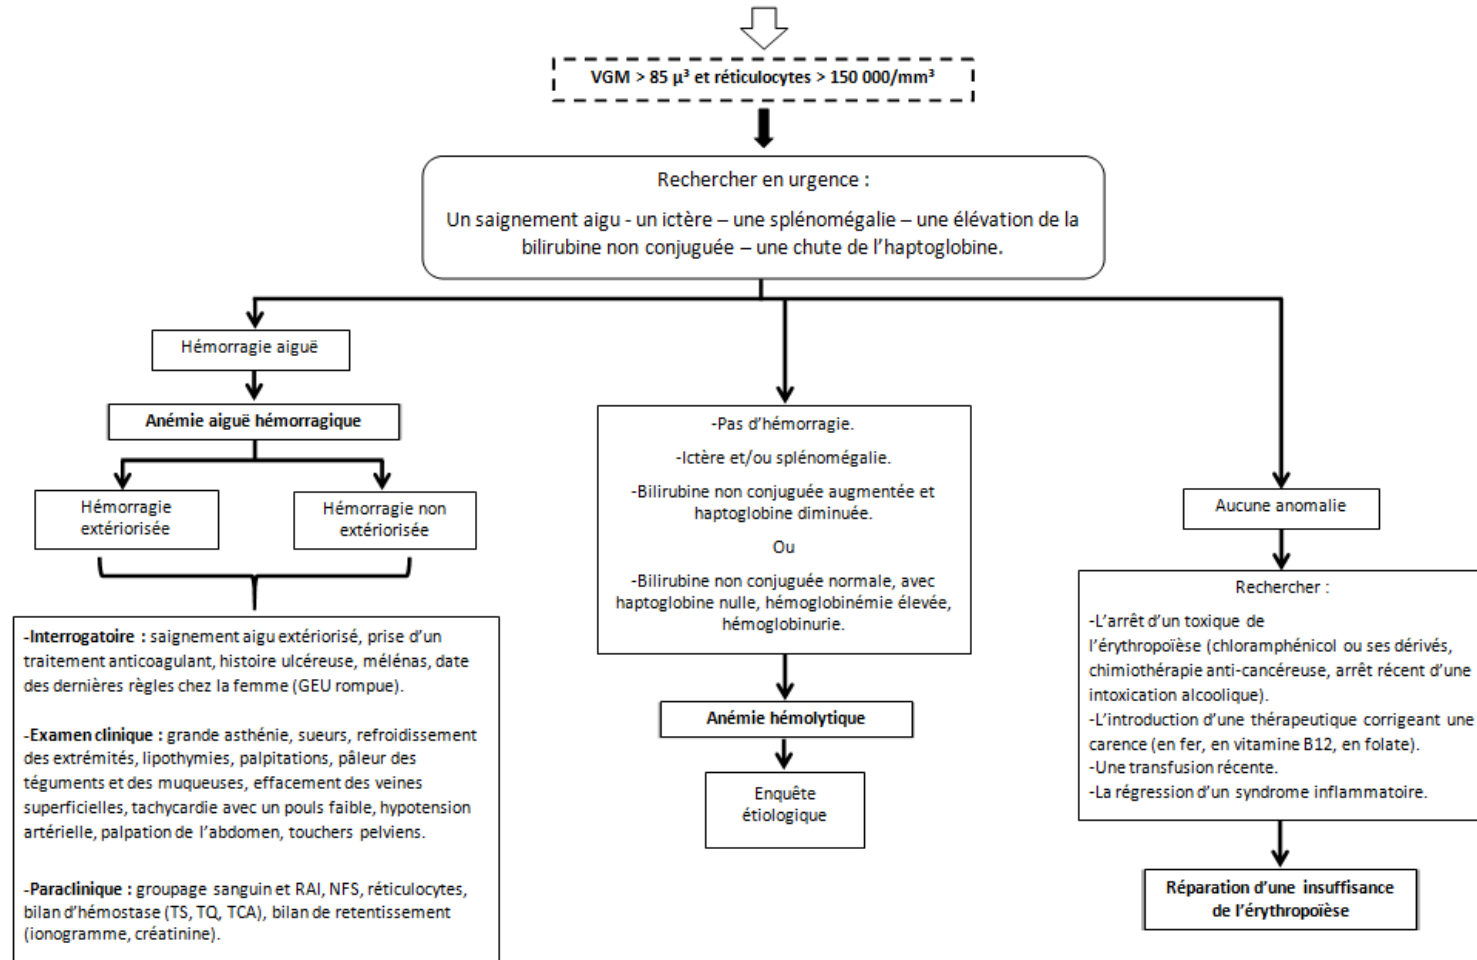 VGM > 85 µ³ et réticulocytes > 150 000/mm³
Rechercher en urgence :
Un saignement aigu - un ictère – une splénomégalie – une élévation de la
bilirubine non conjuguée – une chute de l’haptoglobine.
Hémorragie aiguë
Anémie aiguë hémorragique
Hémorragie
extériorisée
Hémorragie non
extériorisée
-Interrogatoire : saignement aigu extériorisé, prise d’un
traitement anticoagulant, histoire ulcéreuse, mélénas, date
des dernières règles chez la femme (GEU rompue).
-Examen clinique : grande asthénie, sueurs, refroidissement
des extrémités, lipothymies, palpitations, pâleur des
téguments et des muqueuses, effacement des veines
superficielles, tachycardie avec un pouls faible, hypotension
artérielle, palpation de l’abdomen, touchers pelviens.
-Paraclinique : groupage sanguin et RAI, NFS, réticulocytes,
bilan d’hémostase (TS, TQ, TCA), bilan de retentissement
(ionogramme, créatinine).
-Pas d’hémorragie.
-Ictère et/ou splénomégalie.
-Bilirubine non conjuguée augmentée et
haptoglobine diminuée.
Ou
-Bilirubine non conjuguée normale, avec
haptoglobine nulle, hémoglobinémie élevée,
hémoglobinurie.
Anémie hémolytique
Enquête
étiologique
Aucune anomalie
Rechercher :
-L’arrêt d’un toxique de
l’érythropoïèse (chloramphénicol ou ses dérivés,
chimiothérapie anti-cancéreuse, arrêt récent d’une
intoxication alcoolique).
-L’introduction d’une thérapeutique corrigeant une
carence (en fer, en vitamine B12, en folate).
-Une transfusion récente.
-La régression d’un syndrome inflammatoire.
Réparation d’une insuffisance
de l’érythropoïèse